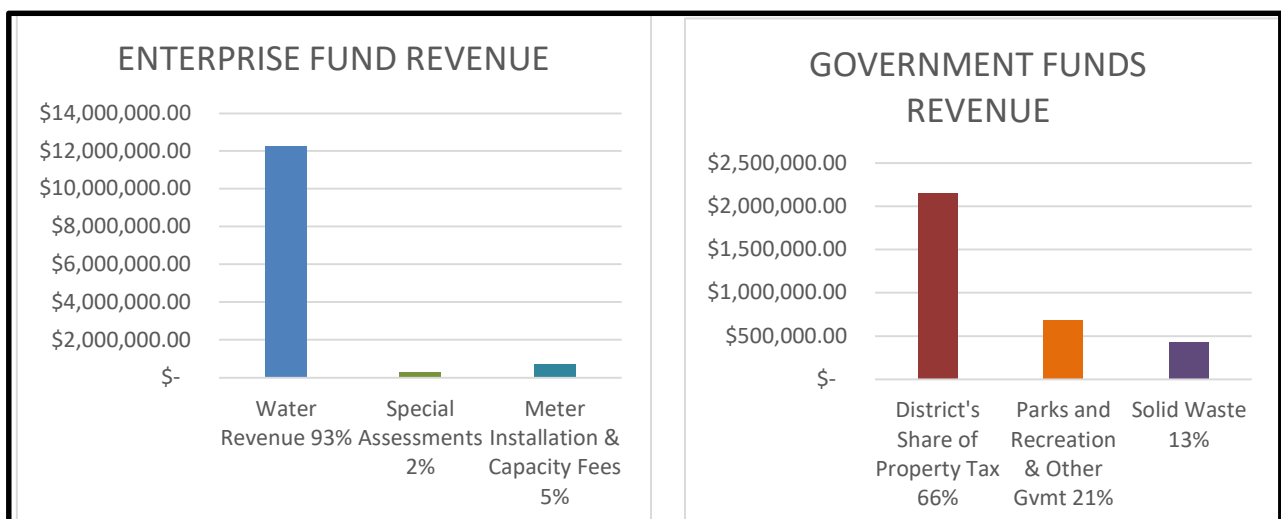 ENTERPRISE FUND REVENUE
$14,000,000.00
$12,000,000.00
$10,000,000.00
$8,000,000.00
$6,000,000.00
$4,000,000.00
$2,000,000.00
$-
Water
Revenue 93%
Special
Assessments
2%
Meter
Installation &
Capacity Fees
5%
GOVERNMENT FUNDS
REVENUE
$2,500,000.00
$2,000,000.00
$1,500,000.00
$1,000,000.00
$500,000.00
$-
District's
Share of
Property Tax
66%
Parks and
Recreation
& Other
Gvmt 21%
Solid Waste
13%